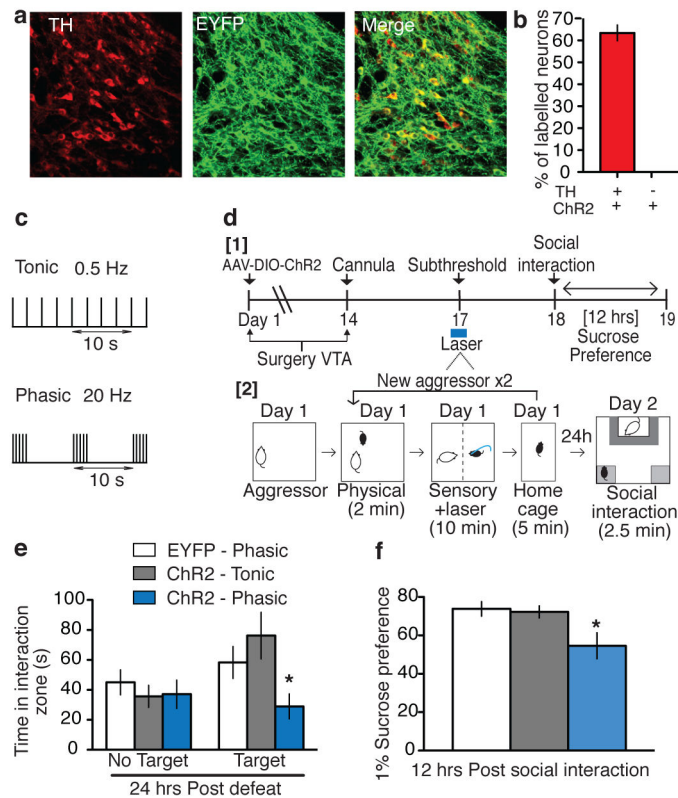 a
TH
EYFP
Merge
b
% of labelled neurons
70
60
50
40
30
20
10
0
TH + -
ChR2 + +
c
Tonic 0.5 Hz
10 s
Phasic 20 Hz
10 s
d
[1]
AAV-DIO-ChR2
Cannula
Subthreshold
Social
interaction
Day 1
14
17
18
19
Surgery VTA
Laser
[12 hrs]
Sucrose
Preference
[2]
New aggressor x2
Day 1
Day 1
Day 1
Day 1
Day 2
24h
Aggressor
Physical
(2 min)
Sensory
+laser
(10 min)
Home
cage
(5 min)
Social
interaction
(2.5 min)
e
EYFP - Phasic
ChR2 - Tonic
ChR2 - Phasic
Time in interaction
zone (s)
100
80
60
40
20
0
*
No Target
Target
24 hrs Post defeat
f
1% Sucrose preference
80
60
40
20
0
*
12 hrs Post social interaction